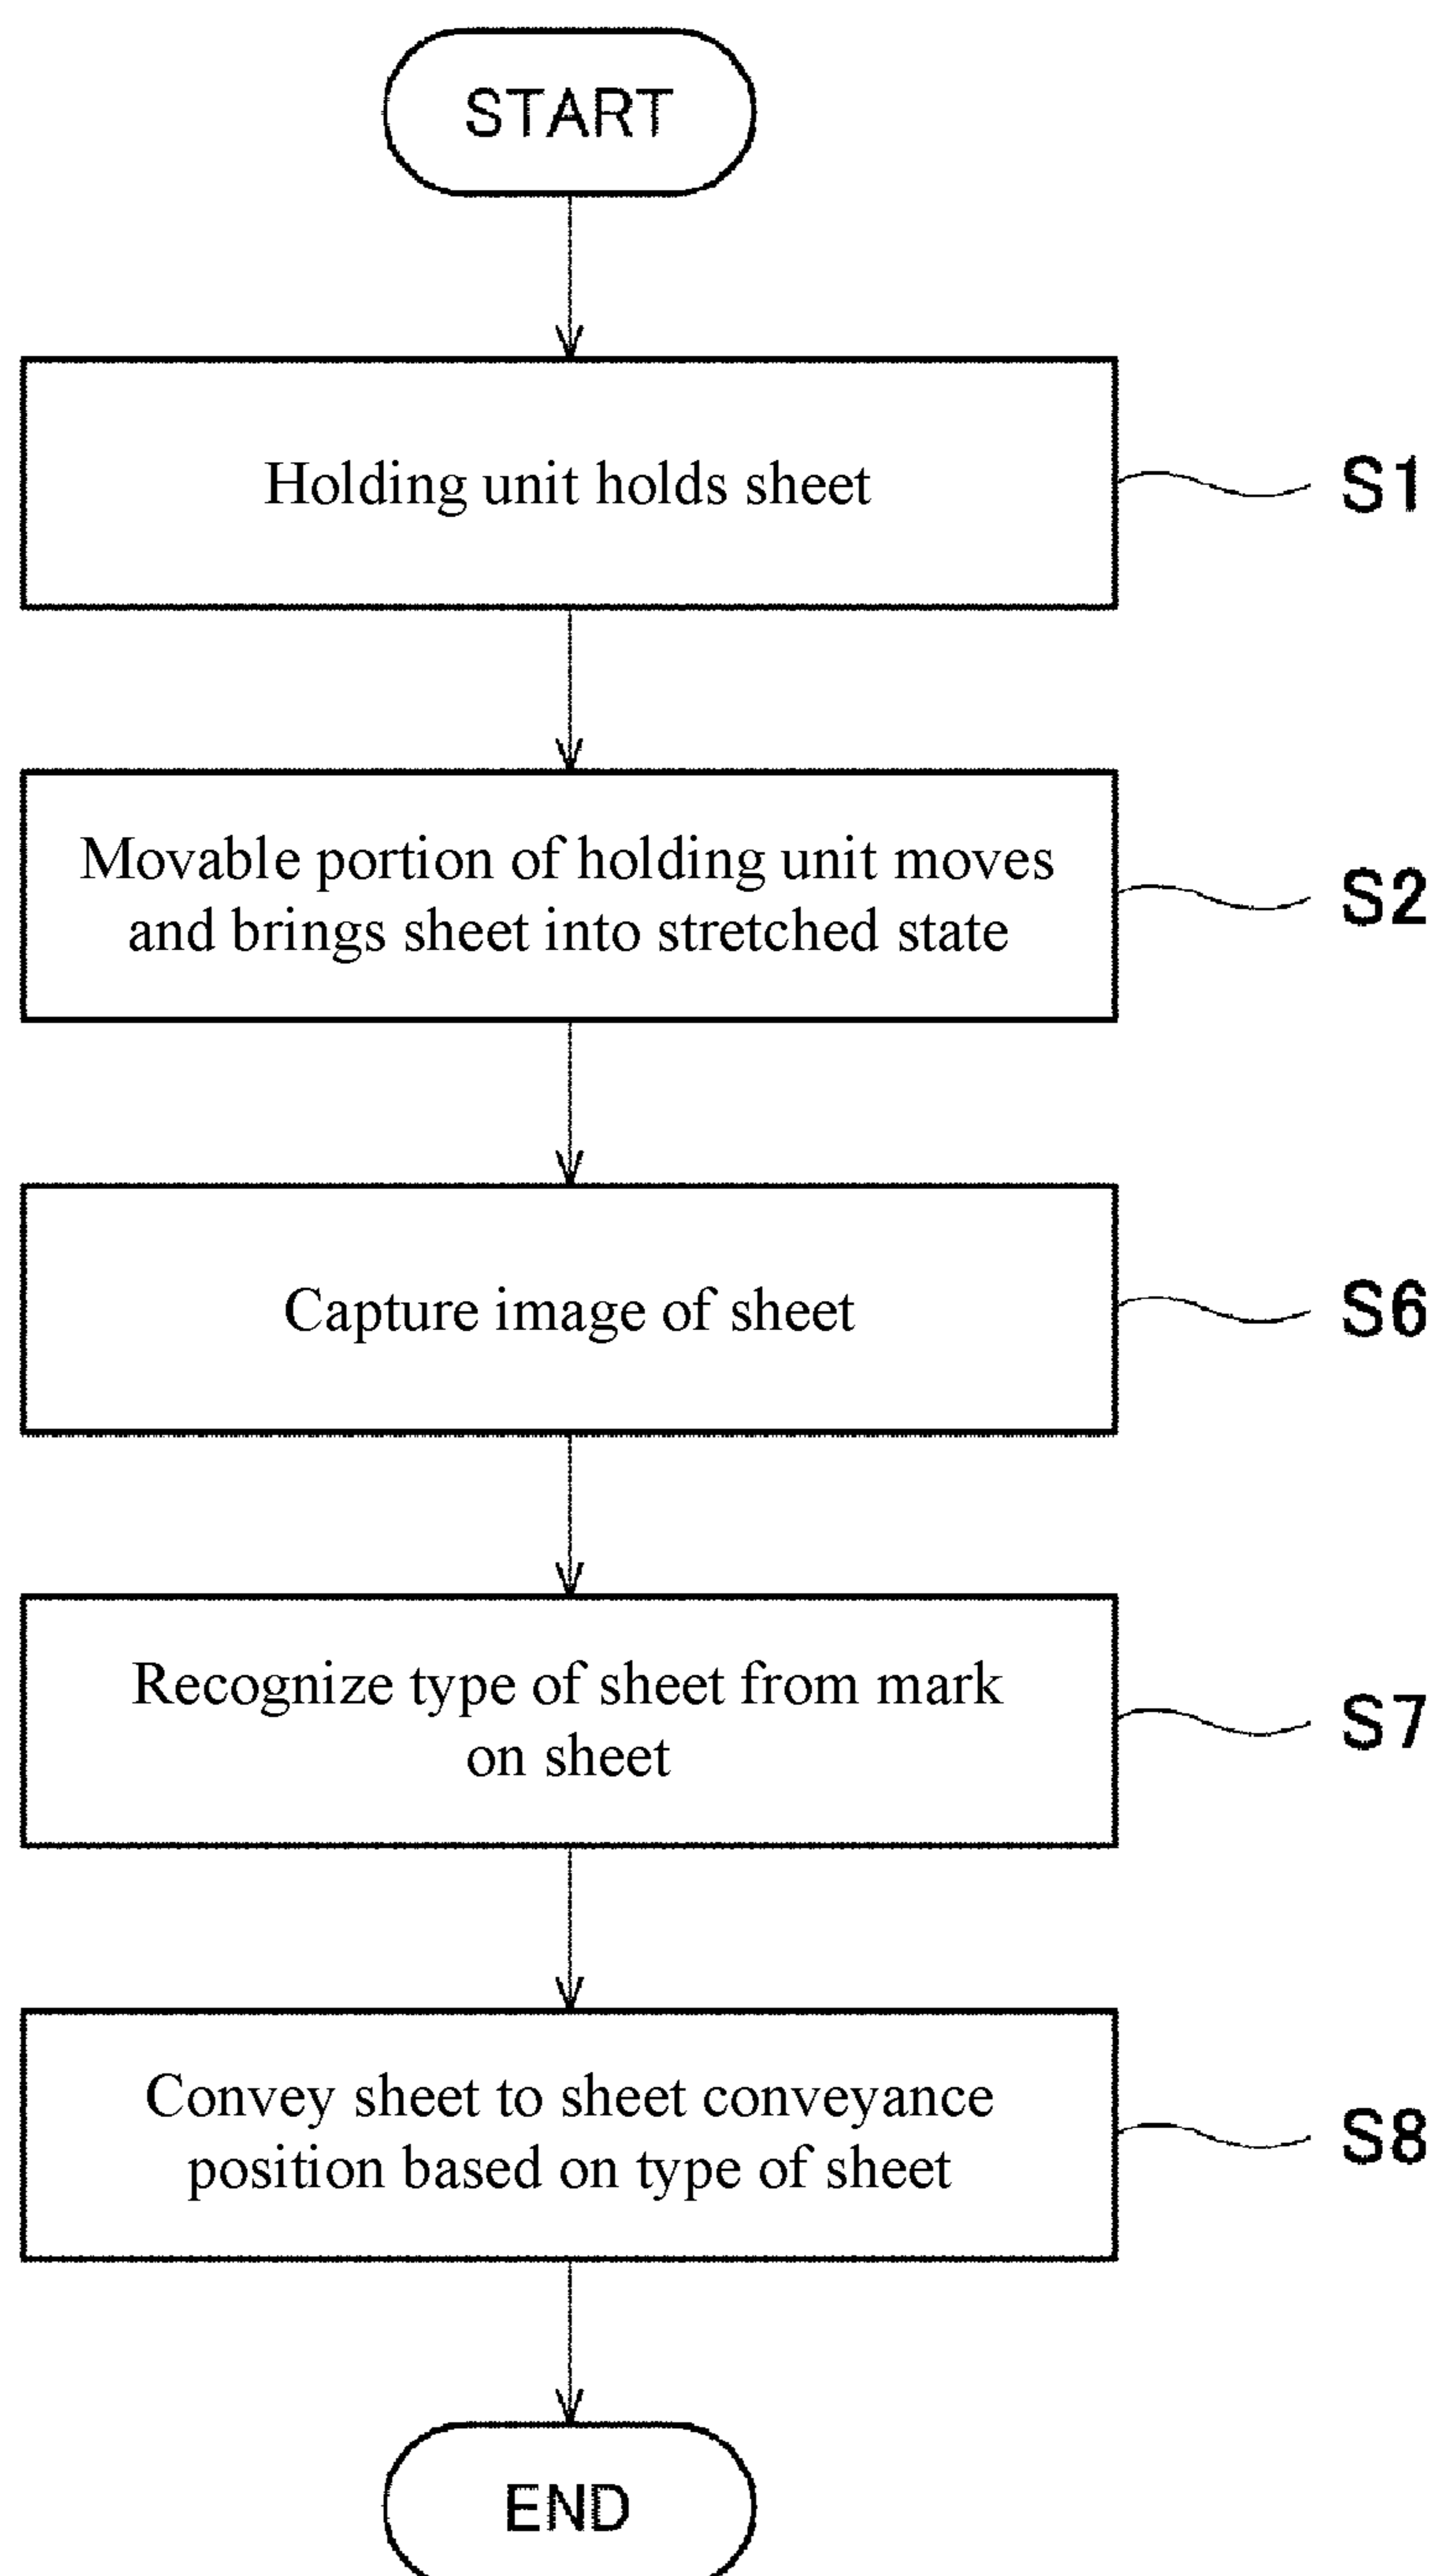 START
Holding unit holds sheet
S1
Movable portion of holding unit moves
and brings sheet into stretched state
S2
Capture image of sheet
S6
Recognize type of sheet from mark
on sheet
S7
Convey sheet to sheet conveyance
position based on type of sheet
S8
END